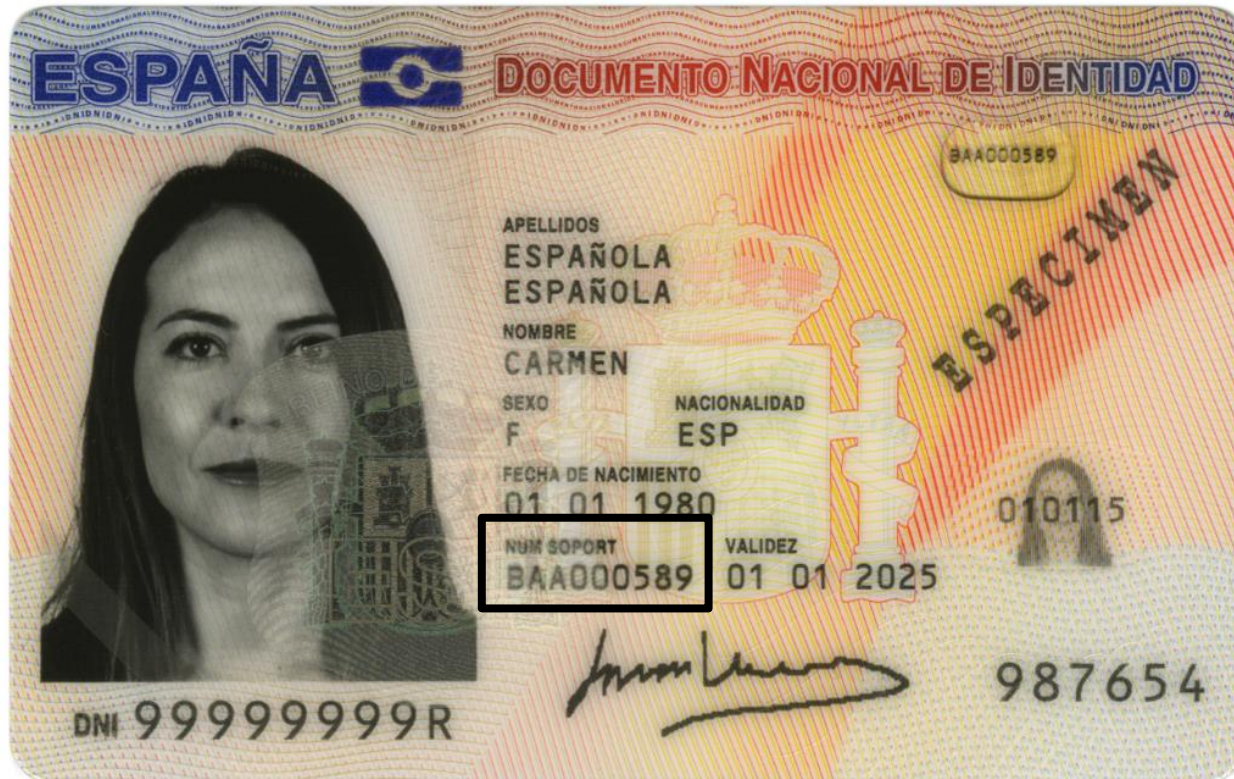 ESPAÑA DOCUMENTO NACIONAL DE IDENTIDAD
BAA000589
ESPECIMEN
APELLIDOS
ESPAÑOLA
ESPAÑOLA
NOMBRE
CARMEN
SEXO NACIONALIDAD
F ESP
FECHA DE NACIMIENTO
01 01 1980
010115
NUM SOPORT VALIDEZ
BAA000589 01 01 2025
987654
DNI 99999999R